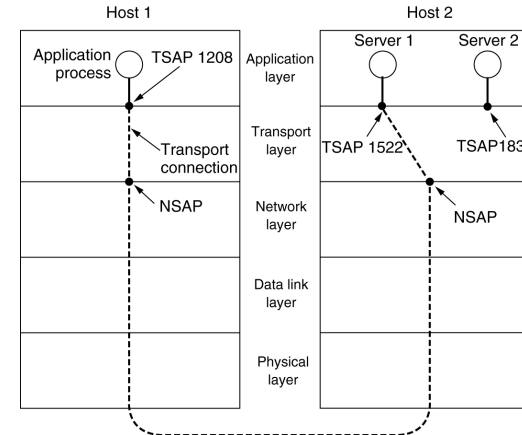 Host 1
Host 2
Application
process
TSAP 1208
Application
layer
Server 1
Server 2
Transport
connection
Transport
layer
TSAP 1522
TSAP183
NSAP
Network
layer
NSAP
Data link
layer
Physical
layer